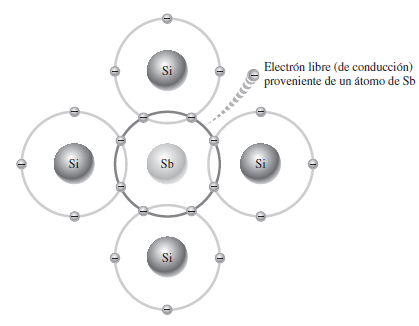 Si
Electrón libre (de conducción)
proveniente de un átomo de Sb
Si
Sb
Si
Si